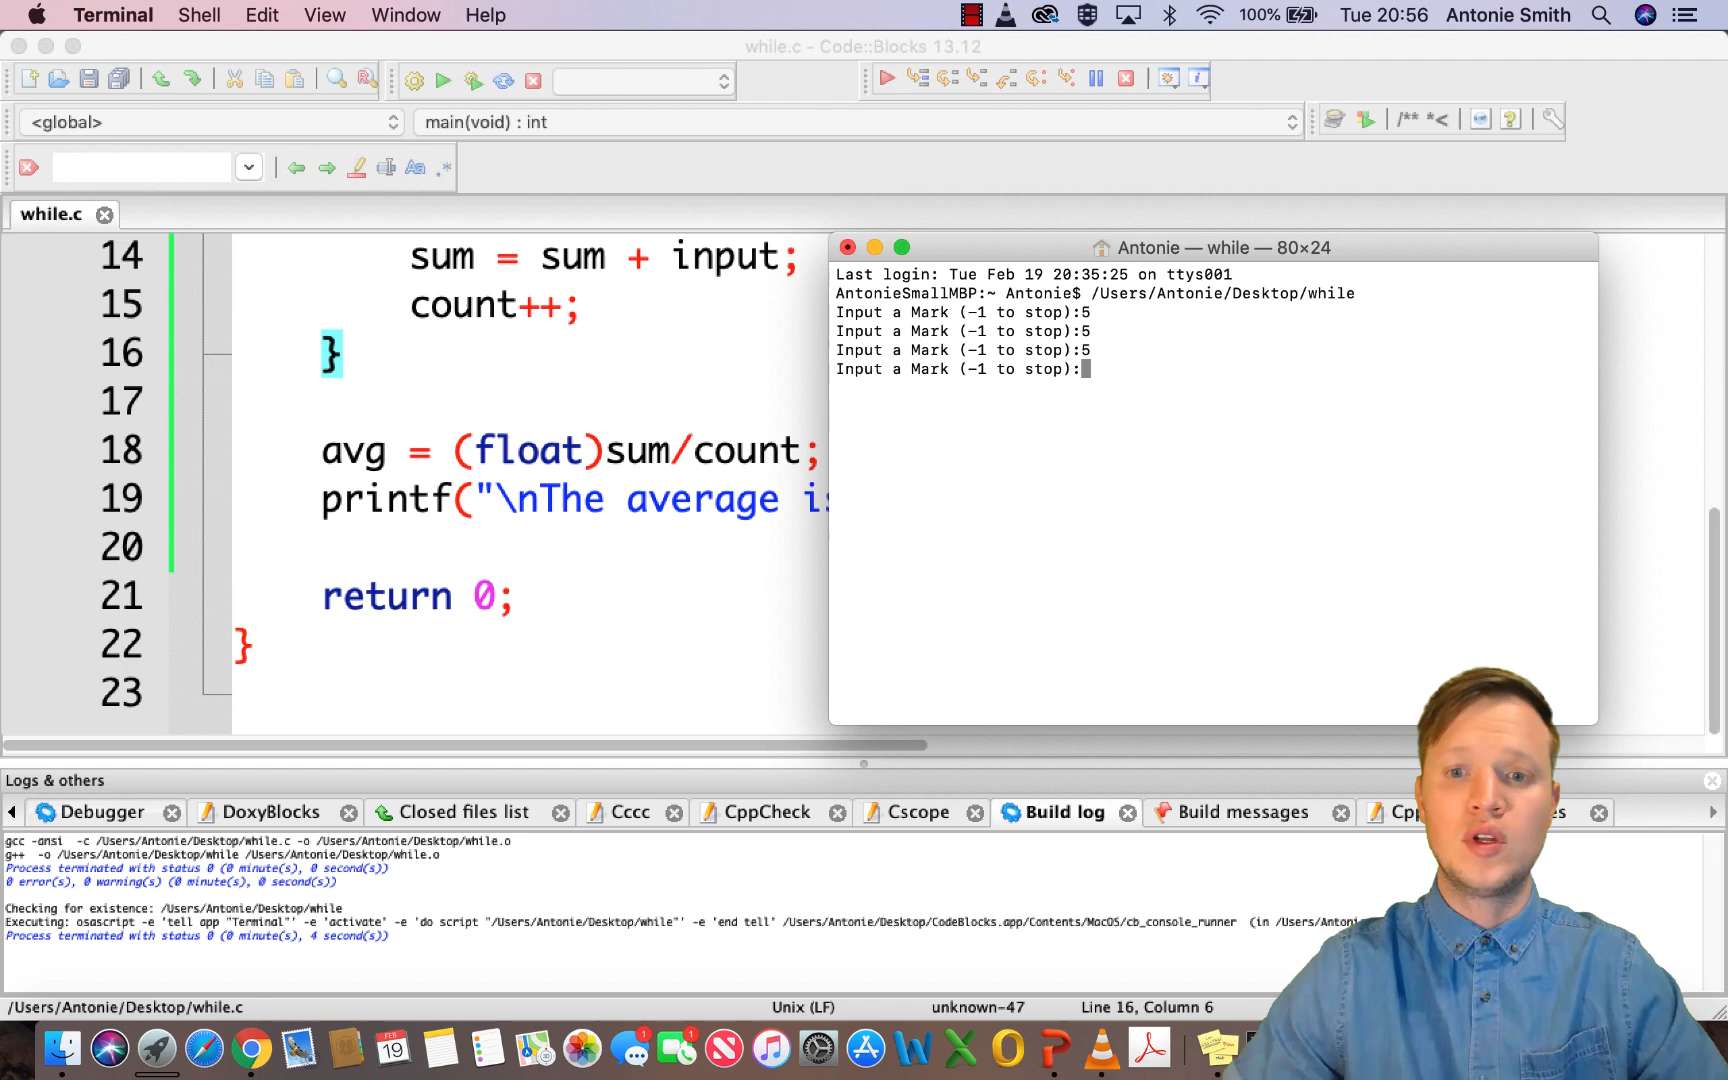 Terminal Shell Edit View Window Help 100% Tue 20:56 Antonie Smith
while.c - Code::Blocks 13.12
<global> main(void) : int
while.c
14 sum = sum + input;
15 count++;
16 }
17
18 avg = (float)sum/count;
19 printf("\nThe average is
20
21 return 0;
22 }
23
Antonie — while — 80×24
Last login: Tue Feb 19 20:35:25 on ttys001
AntonieSmallMBP:~ Antonie$ /Users/Antonie/Desktop/while
Input a Mark (-1 to stop):5
Input a Mark (-1 to stop):5
Input a Mark (-1 to stop):5
Input a Mark (-1 to stop):
Logs & others
Debugger DoxyBlocks Closed files list Cccc CppCheck Cscope Build log Build messages
gcc -ansi -c /Users/Antonie/Desktop/while.c -o /Users/Antonie/Desktop/while.o
g++ -o /Users/Antonie/Desktop/while /Users/Antonie/Desktop/while.o
Process terminated with status 0 (0 minute(s), 0 second(s))
0 error(s), 0 warning(s) (0 minute(s), 0 second(s))
Checking for existence: /Users/Antonie/Desktop/while
Executing: osascript -e 'tell app "Terminal"' -e 'activate' -e 'do script "/Users/Antonie/Desktop/while"' -e 'end tell' /Users/Antonie/Desktop/CodeBlocks.app/Contents/MacOS/cb_console_runner (in
Process terminated with status 0 (0 minute(s), 4 second(s))
/Users/Antonie/Desktop/while.c Unix (LF) unknown-47 Line 16, Column 6
FEB
19
1 1